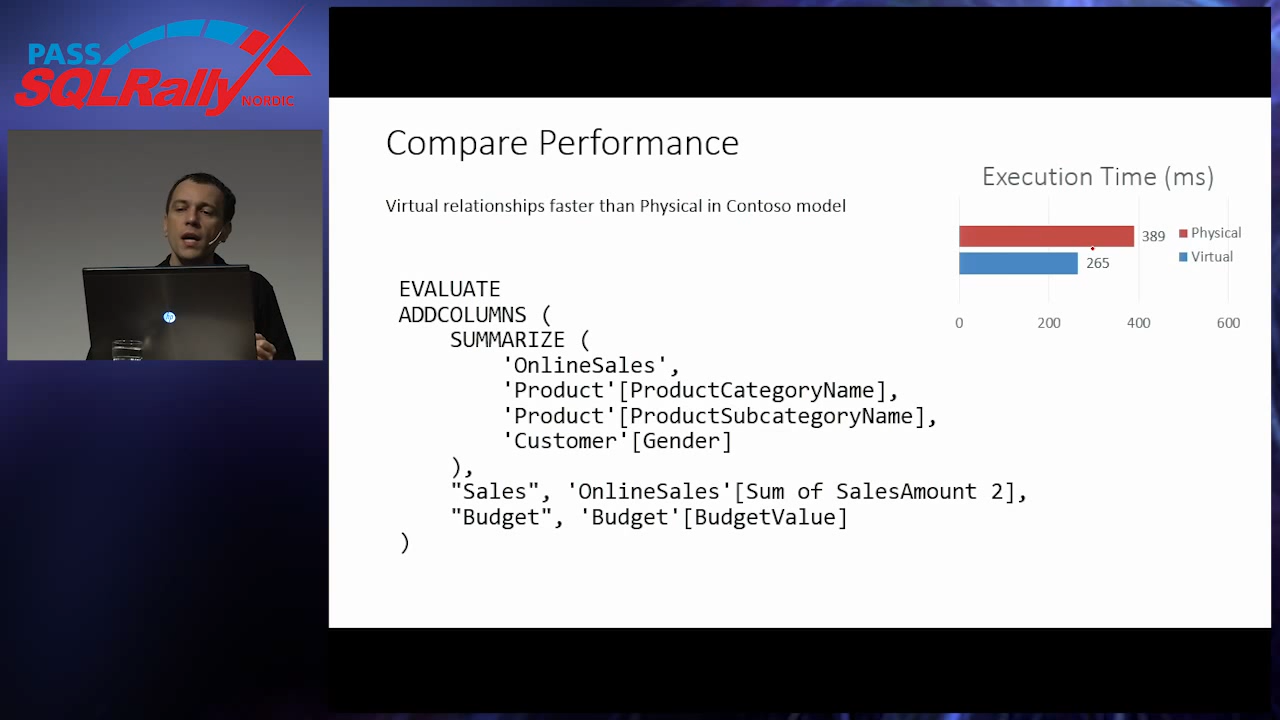 PASS
SQLRally
NORDIC
hp
Compare Performance
Virtual relationships faster than Physical in Contoso model
Execution Time (ms)
389
Physical
265
Virtual
0 200 400 600
EVALUATE
ADDCOLUMNS (
SUMMARIZE (
'OnlineSales',
'Product'[ProductCategoryName],
'Product'[ProductSubcategoryName],
'Customer'[Gender]
),
"Sales", 'OnlineSales'[Sum of SalesAmount 2],
"Budget", 'Budget'[BudgetValue]
)